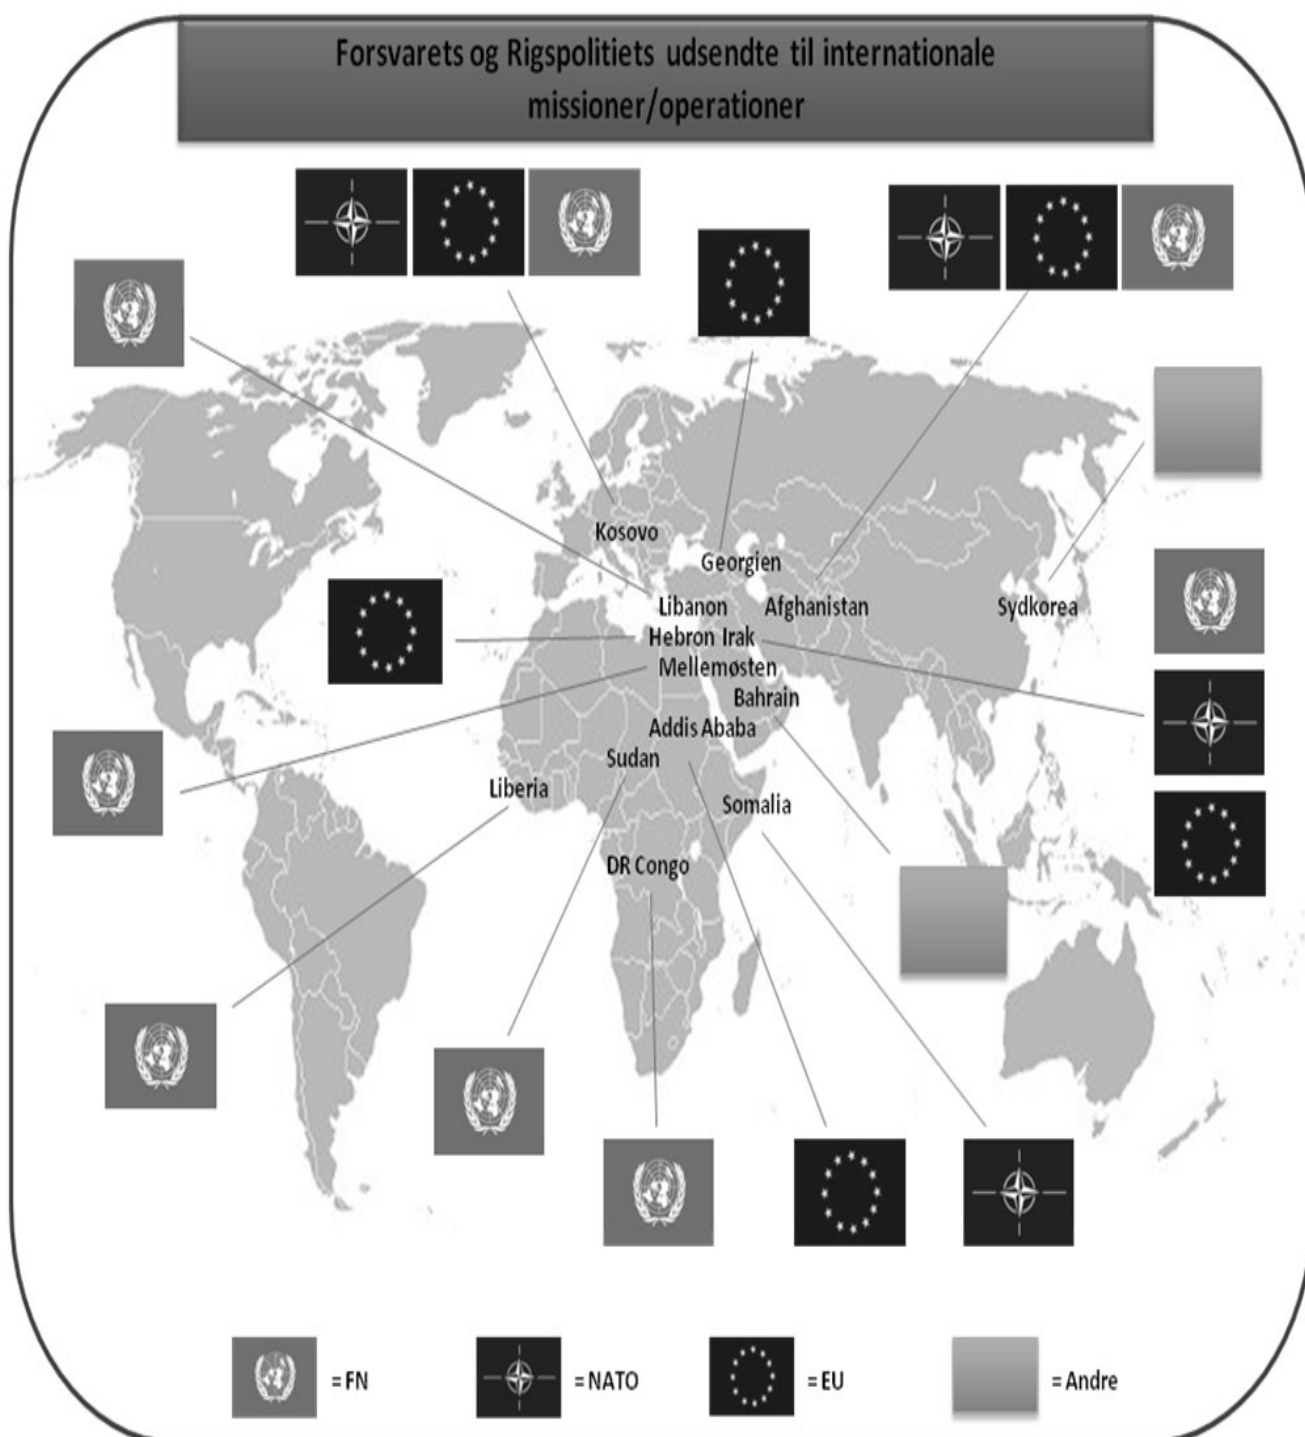 Forsvarets og Rigspolitiets udsendte til internationale
missioner/operationer
Kosovo
Georgien
Libanon
Afghanistan
Sydkorea
Hebron
Irak
Mellemøsten
Bahrain
Addis Ababa
Sudan
Liberia
Somalia
DR Congo
= FN
= NATO
= EU
= Andre